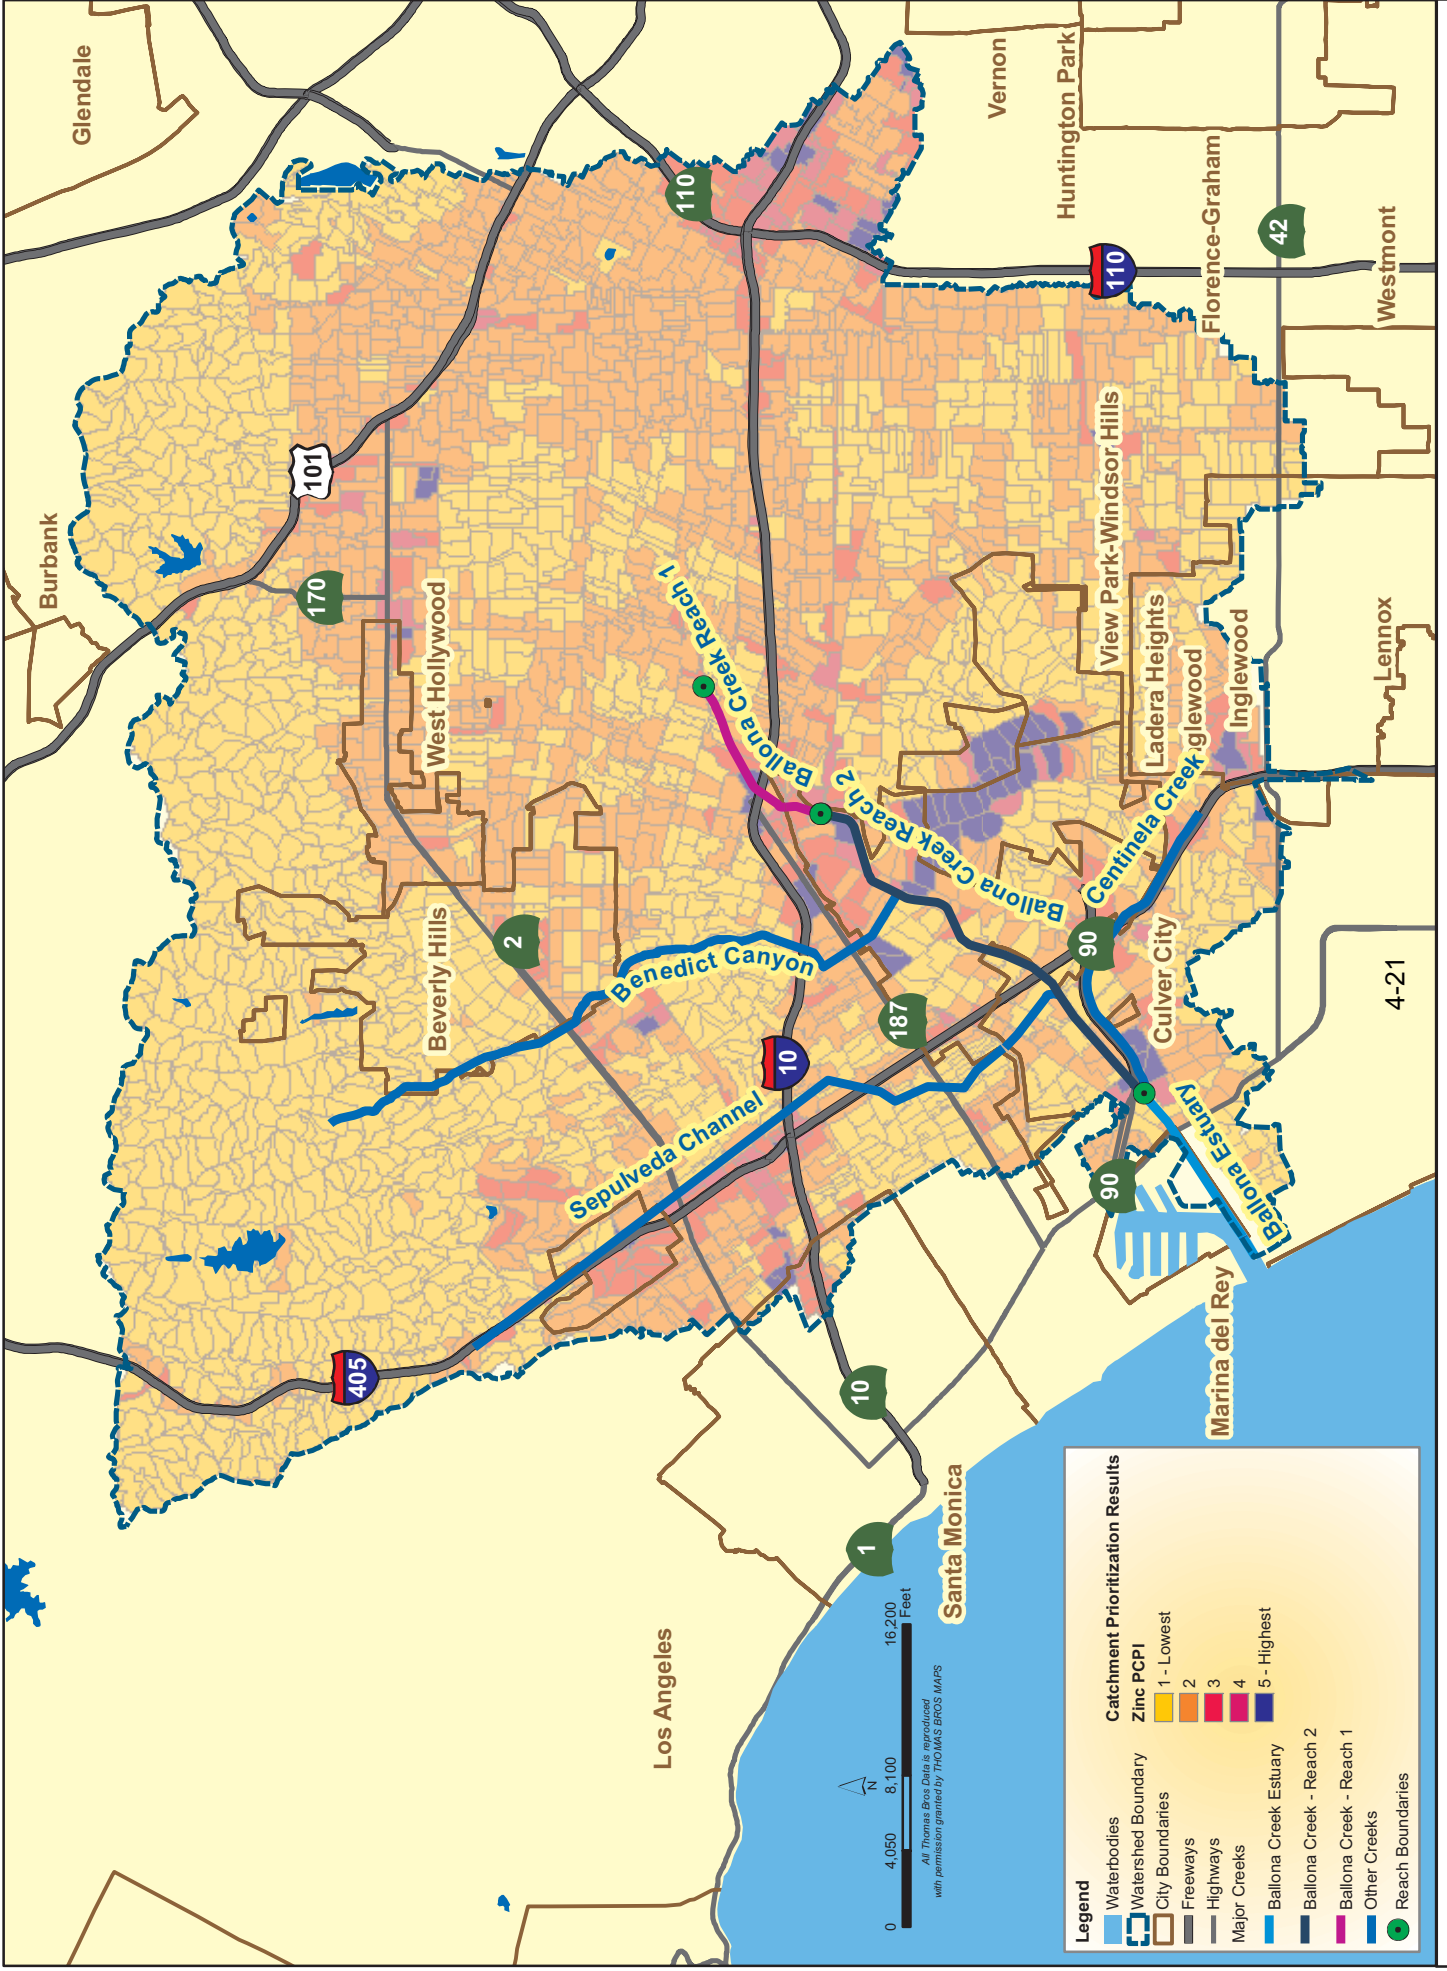 Glendale
Burbank
Vernon
Huntington Park
Florence-Graham
Westmont
Lennox
West Hollywood
Beverly Hills
View Park-Windsor Hills
Ladera Heights
Inglewood
Inglewood
Culver City
Marina del Rey
Santa Monica
Los Angeles
101
170
110
110
42
2
10
187
90
90
405
10
1
Ballona Creek Reach 1
Ballona Creek Reach 2
Benedict Canyon
Sepulveda Channel
Centinela Creek
Ballona Estuary
N
0
4,050
8,100
16,200
Feet
All Thomas Bros Data is reproduced
with permission granted by THOMAS BROS MAPS
Legend
Waterbodies
Watershed Boundary
City Boundaries
Freeways
Highways
Major Creeks
Ballona Creek Estuary
Ballona Creek - Reach 2
Ballona Creek - Reach 1
Other Creeks
Reach Boundaries
Catchment Prioritization Results
Zinc PCPI
1 - Lowest
2
3
4
5 - Highest
4-21